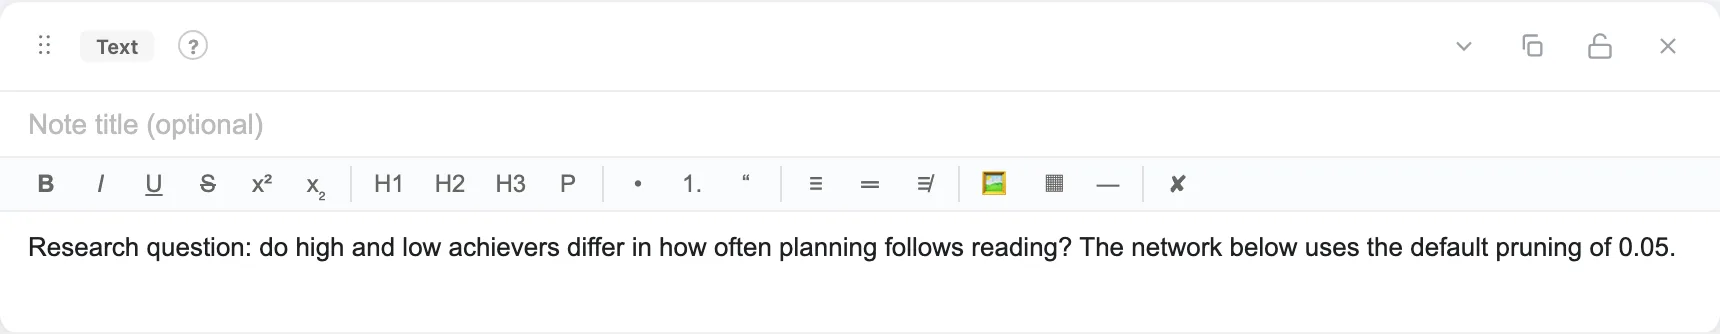 Text ?
Note title (optional)
B I U S x² x₂ H1 H2 H3 P • 1. “ — ✘
Research question: do high and low achievers differ in how often planning follows reading? The network below uses the default pruning of 0.05.